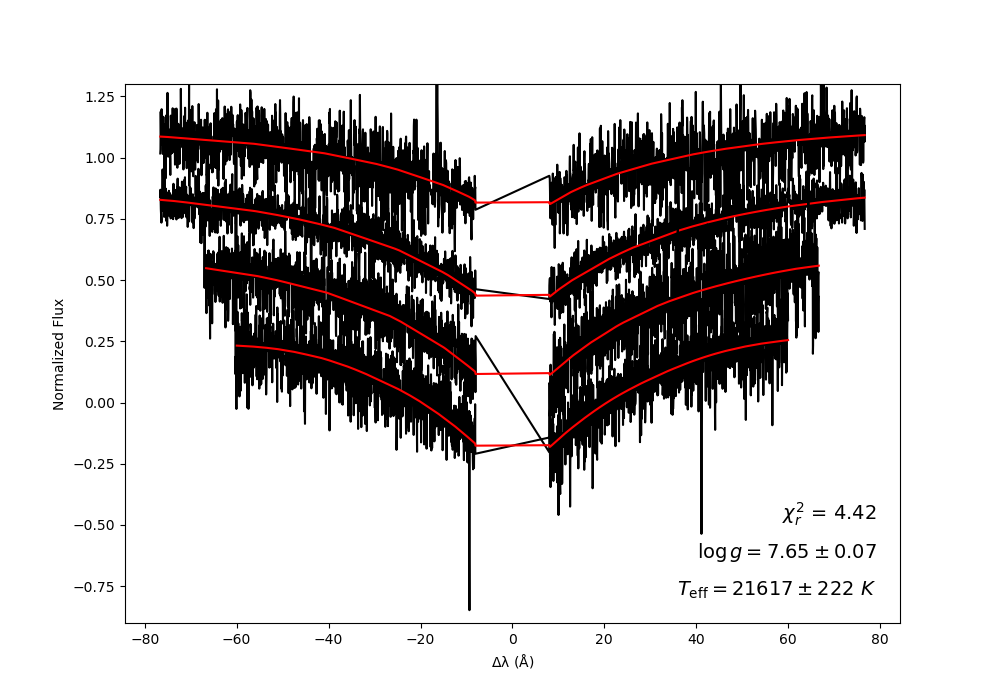 1.25
1.00
0.75
0.50
0.25
0.00
−0.25
−0.50
−0.75
Normalized Flux
−80 −60 −40 −20 0 20 40 60 80
Δλ (Å)
χ²ᵣ = 4.42
log g = 7.65 ± 0.07
T_eff = 21617 ± 222 K